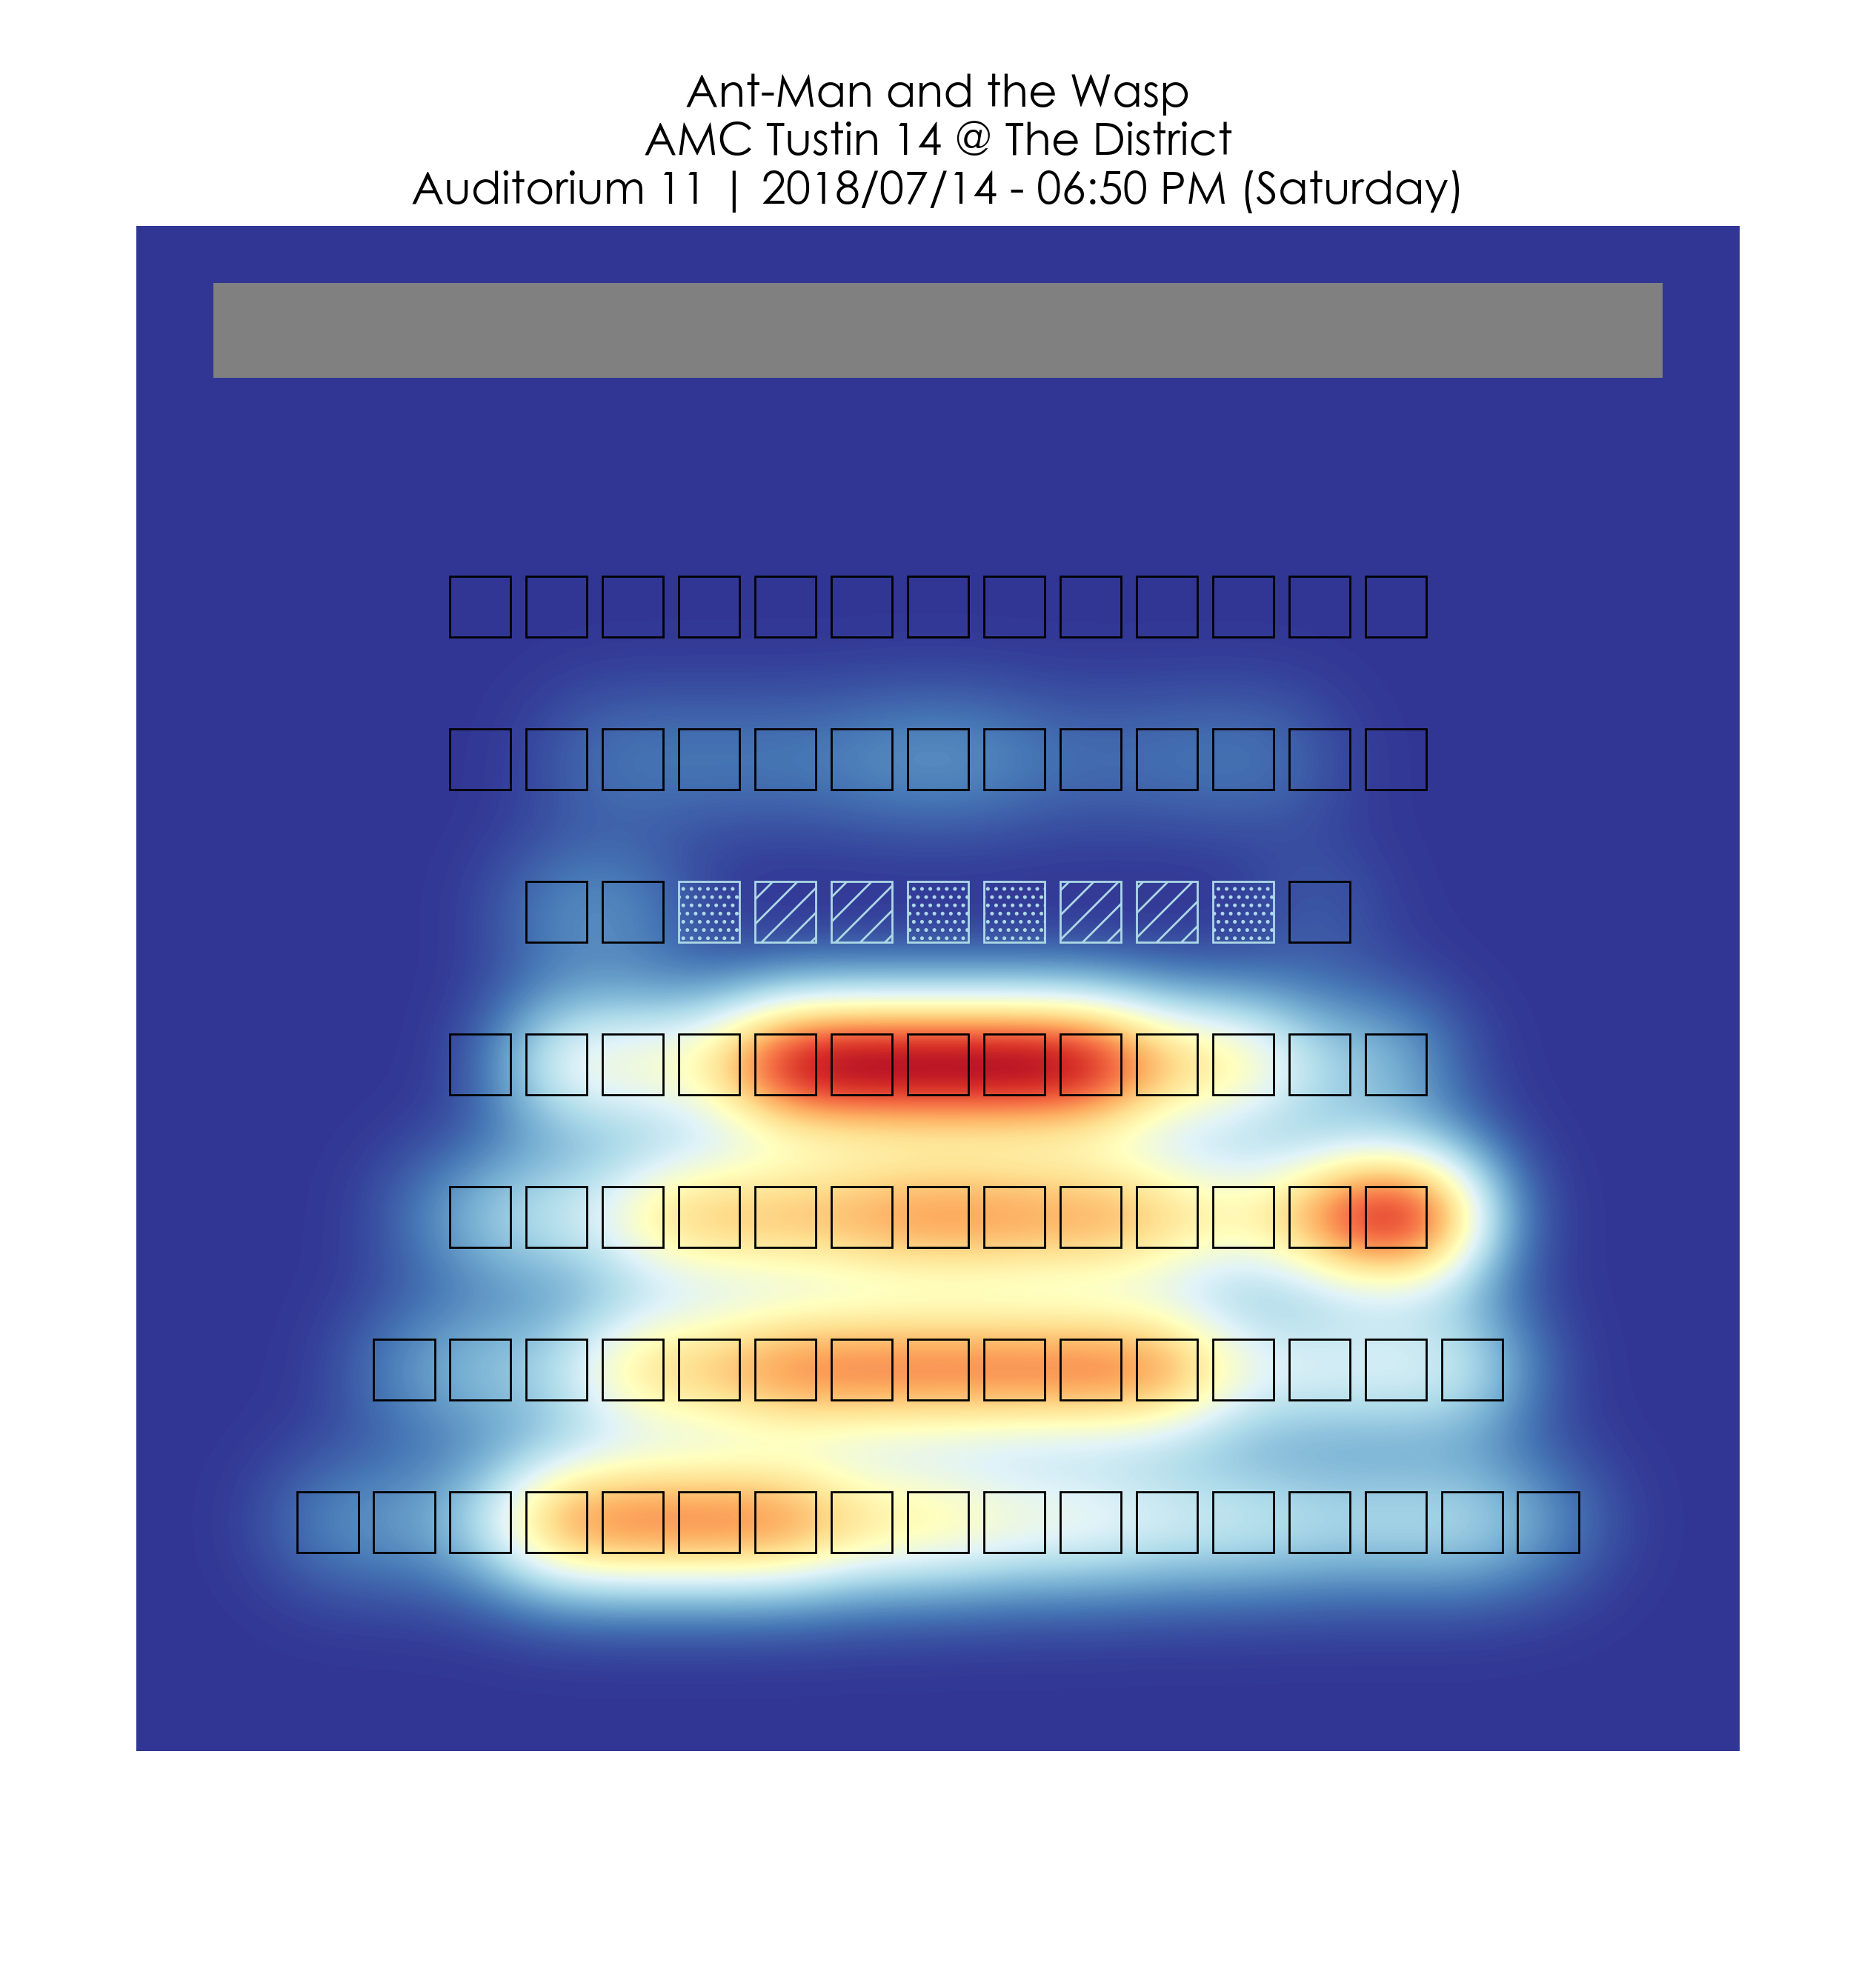 Ant-Man and the Wasp
AMC Tustin 14 @ The District
Auditorium 11 | 2018/07/14 - 06:50 PM (Saturday)